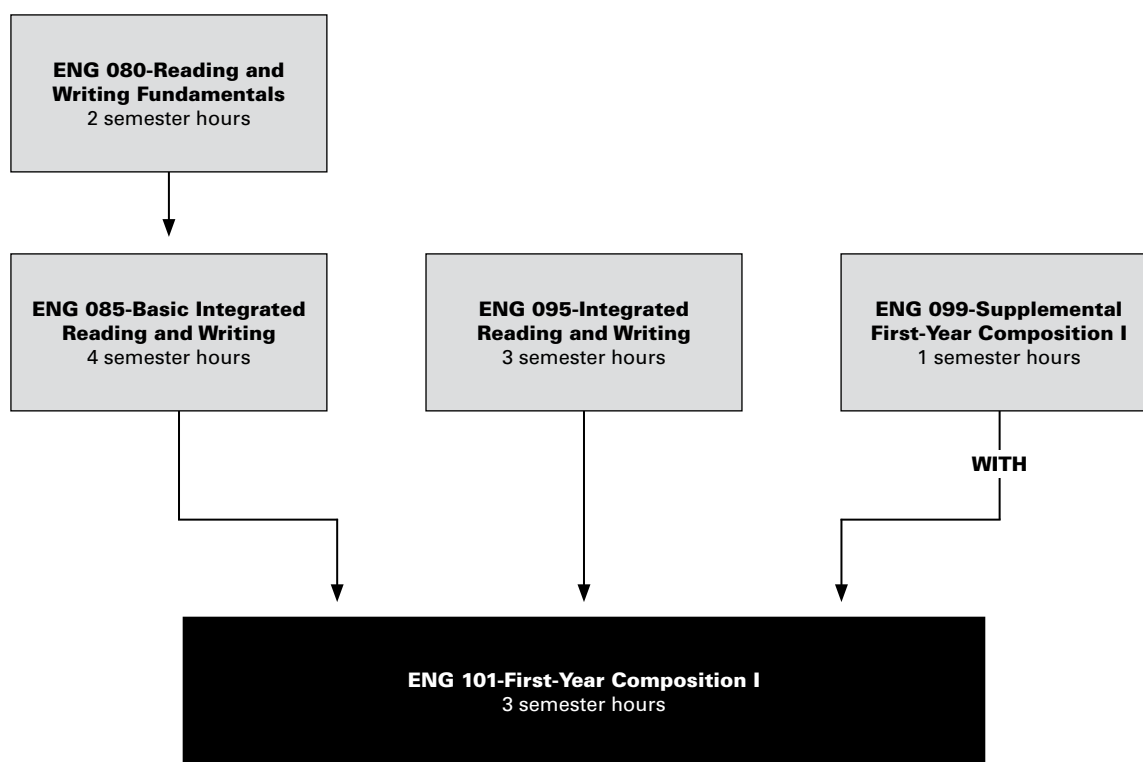 ENG 080-Reading and
Writing Fundamentals
2 semester hours
ENG 085-Basic Integrated
Reading and Writing
4 semester hours
ENG 095-Integrated
Reading and Writing
3 semester hours
ENG 099-Supplemental
First-Year Composition I
1 semester hours
WITH
ENG 101-First-Year Composition I
3 semester hours